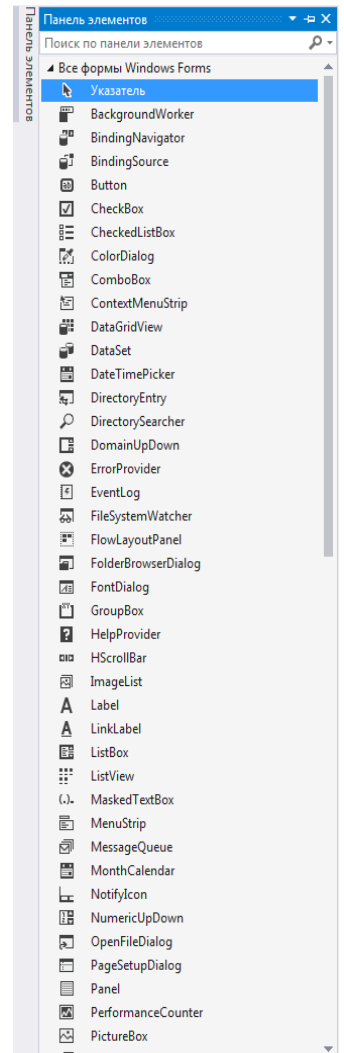 Панель элементов
Панель элементов
Поиск по панели элементов
Все формы Windows Forms
Указатель
BackgroundWorker
BindingNavigator
BindingSource
Button
CheckBox
CheckedListBox
ColorDialog
ComboBox
ContextMenuStrip
DataGridView
DataSet
DateTimePicker
DirectoryEntry
DirectorySearcher
DomainUpDown
ErrorProvider
EventLog
FileSystemWatcher
FlowLayoutPanel
FolderBrowserDialog
FontDialog
GroupBox
HelpProvider
HScrollBar
ImageList
Label
LinkLabel
ListBox
ListView
MaskedTextBox
MenuStrip
MessageQueue
MonthCalendar
NotifyIcon
NumericUpDown
OpenFileDialog
PageSetupDialog
Panel
PerformanceCounter
PictureBox